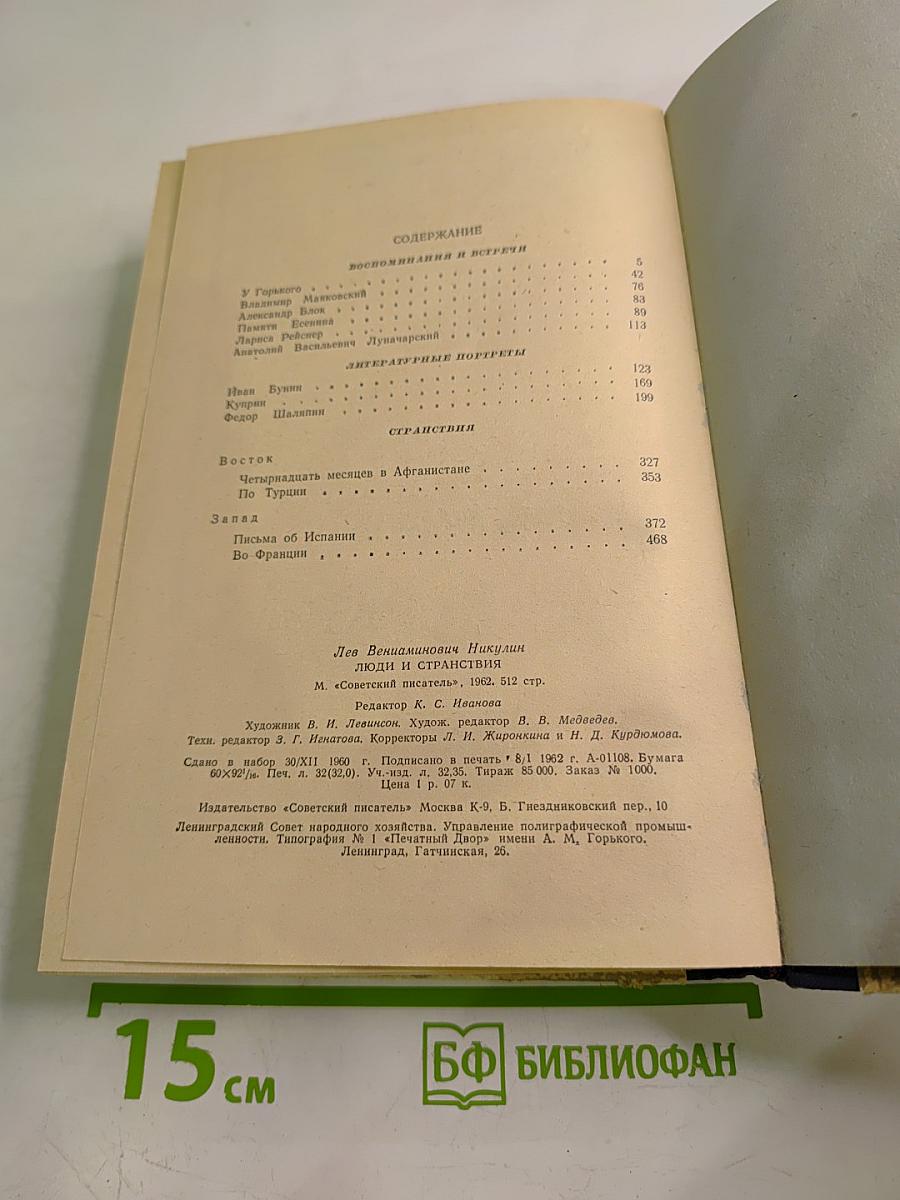 СОДЕРЖАНИЕ
ВОСПОМИНАНИЯ И ВСТРЕЧИ
У Горького . . . . . . . . . . 5
Владимир Маяковский . . . . . . . . . . 42
Александр Блок . . . . . . . . . . 76
Памяти Есенина . . . . . . . . . . 83
Лариса Рейснер . . . . . . . . . . 89
Анатолий Васильевич Луначарский . . . . . . . . 113
ЛИТЕРАТУРНЫЕ ПОРТРЕТЫ
Иван Бунин . . . . . . . . . . 123
Куприн . . . . . . . . . . 169
Федор Шаляпин . . . . . . . . . . 199
СТРАНСТВИЯ
Восток
Четырнадцать месяцев в Афганистане . . . . . . . . . 327
По Турции . . . . . . . . . . 353
Запад
Письма об Испании . . . . . . . . . . 372
Во Франции . . . . . . . . . . 468
Лев Вениаминович Никулин
ЛЮДИ И СТРАНСТВИЯ
М. «Советский писатель», 1962. 512 стр.
Редактор К. С. Иванова
Художник В. И. Левинсон. Худож. редактор В. В. Медведев.
Техн. редактор З. Г. Игнатова. Корректоры Л. И. Жиронкина и Н. Д. Курдюмова.
Сдано в набор 30/XII 1960 г. Подписано в печать 8/1 1962 г. А-01108. Бумага
60×92¹/₁₆. Печ. л. 32(32,0). Уч.-изд. л. 32,35. Тираж 85 000. Заказ № 1000.
Цена 1 р. 07 к.
Издательство «Советский писатель» Москва К-9, Б. Гнездниковский пер., 10
Ленинградский Совет народного хозяйства. Управление полиграфической промыш-
ленности. Типография № 1 «Печатный Двор» имени А. М. Горького.
Ленинград, Гатчинская, 26.
15 см
БФ БИБЛИОФАН